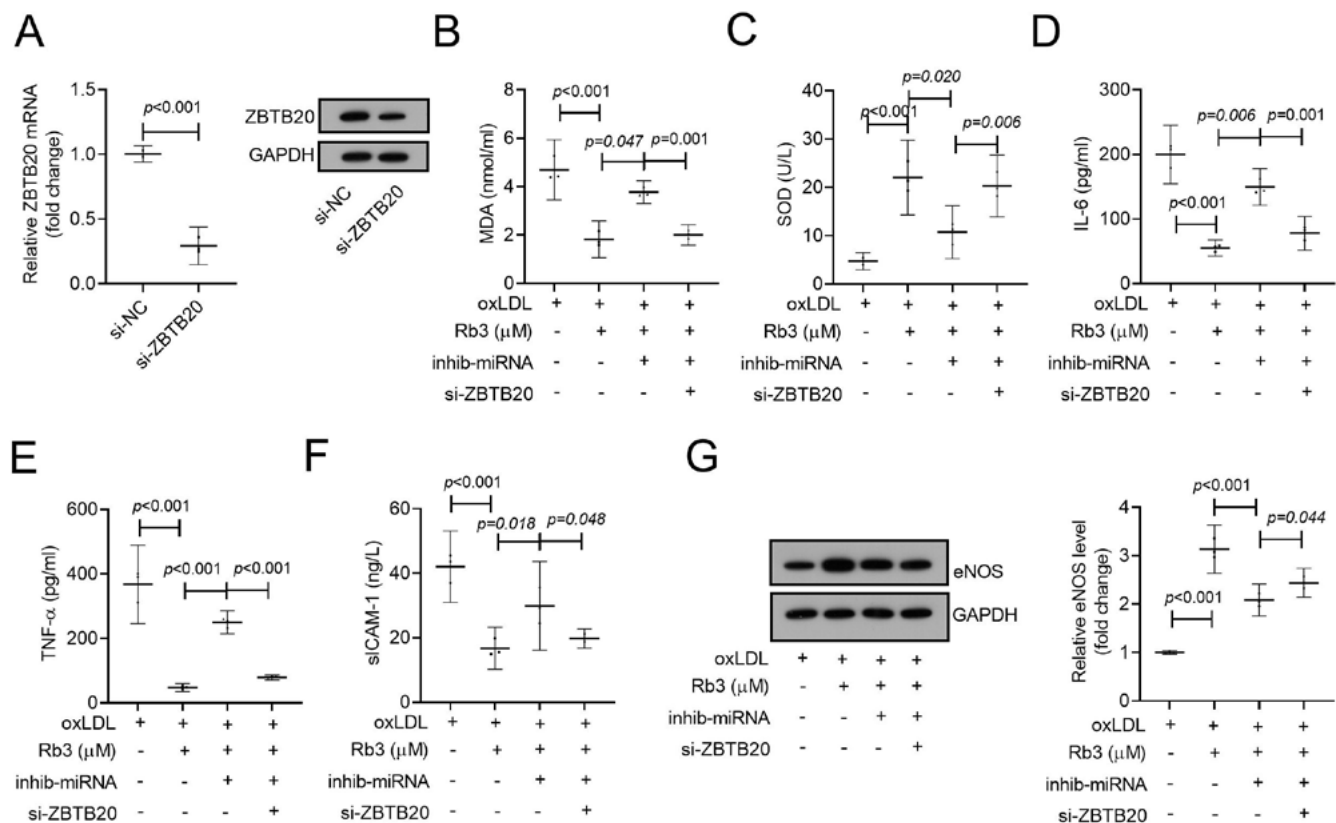 A
Relative ZBTB20 mRNA
(fold change)
1.5
1.0
0.5
0.0
p<0.001
si-NC
si-ZBTB20
ZBTB20
GAPDH
si-NC
si-ZBTB20
B
MDA (nmol/ml)
8
6
4
2
0
p<0.001
p=0.047
p=0.001
oxLDL + + + +
Rb3 (μM) - + + +
inhib-miRNA - - + +
si-ZBTB20 - - - +
C
SOD (U/L)
40
30
20
10
0
p=0.020
p<0.001
p=0.006
oxLDL + + + +
Rb3 (μM) - + + +
inhib-miRNA - - + +
si-ZBTB20 - - - +
D
IL-6 (pg/ml)
300
200
100
0
p=0.006
p=0.001
p<0.001
oxLDL + + + +
Rb3 (μM) - + + +
inhib-miRNA - - + +
si-ZBTB20 - - - +
E
TNF-α (pg/ml)
600
400
200
0
p<0.001
p<0.001
p<0.001
oxLDL + + + +
Rb3 (μM) - + + +
inhib-miRNA - - + +
si-ZBTB20 - - - +
F
sICAM-1 (ng/L)
60
40
20
0
p<0.001
p=0.018
p=0.048
oxLDL + + + +
Rb3 (μM) - + + +
inhib-miRNA - - + +
si-ZBTB20 - - - +
G
eNOS
GAPDH
oxLDL + + + +
Rb3 (μM) - + + +
inhib-miRNA - - + +
si-ZBTB20 - - - +
Relative eNOS level
(fold change)
4
3
2
1
0
p<0.001
p=0.044
p<0.001
oxLDL + + + +
Rb3 (μM) - + + +
inhib-miRNA - - + +
si-ZBTB20 - - - +